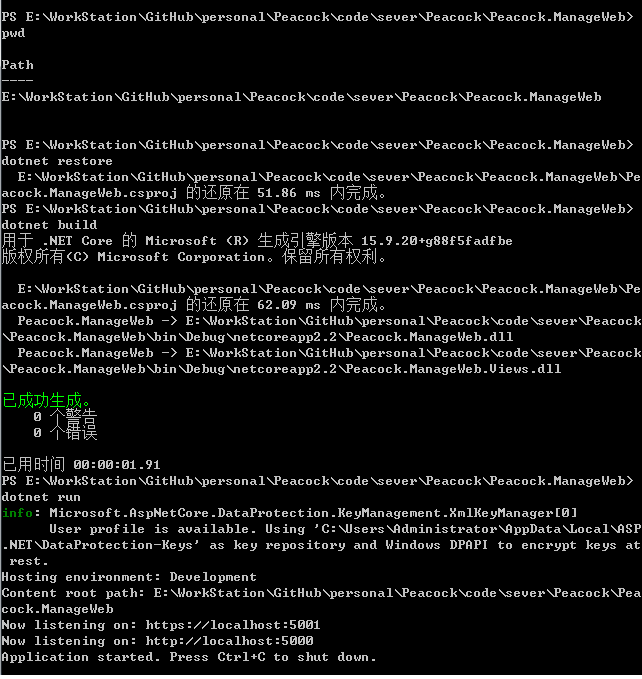 PS E:\WorkStation\GitHub\personal\Peacock\code\sever\Peacock\Peacock.ManageWeb>
pwd
Path
----
E:\WorkStation\GitHub\personal\Peacock\code\sever\Peacock\Peacock.ManageWeb
PS E:\WorkStation\GitHub\personal\Peacock\code\sever\Peacock\Peacock.ManageWeb>
dotnet restore
E:\WorkStation\GitHub\personal\Peacock\code\sever\Peacock\Peacock.ManageWeb\Pe
acock.ManageWeb.csproj 的还原在 51.86 ms 内完成。
PS E:\WorkStation\GitHub\personal\Peacock\code\sever\Peacock\Peacock.ManageWeb>
dotnet build
用于 .NET Core 的 Microsoft (R) 生成引擎版本 15.9.20+g88f5fadfbe
版权所有(C) Microsoft Corporation。保留所有权利。
E:\WorkStation\GitHub\personal\Peacock\code\sever\Peacock\Peacock.ManageWeb\Pe
acock.ManageWeb.csproj 的还原在 62.09 ms 内完成。
Peacock.ManageWeb -> E:\WorkStation\GitHub\personal\Peacock\code\sever\Peacock
\Peacock.ManageWeb\bin\Debug\netcoreapp2.2\Peacock.ManageWeb.dll
Peacock.ManageWeb -> E:\WorkStation\GitHub\personal\Peacock\code\sever\Peacock
\Peacock.ManageWeb\bin\Debug\netcoreapp2.2\Peacock.ManageWeb.Views.dll
已成功生成。
0 个警告
0 个错误
已用时间 00:00:01.91
PS E:\WorkStation\GitHub\personal\Peacock\code\sever\Peacock\Peacock.ManageWeb>
dotnet run
info: Microsoft.AspNetCore.DataProtection.KeyManagement.XmlKeyManager[0]
User profile is available. Using 'C:\Users\Administrator\AppData\Local\ASP
.NET\DataProtection-Keys' as key repository and Windows DPAPI to encrypt keys at
rest.
Hosting environment: Development
Content root path: E:\WorkStation\GitHub\personal\Peacock\code\sever\Peacock\Pea
cock.ManageWeb
Now listening on: https://localhost:5001
Now listening on: http://localhost:5000
Application started. Press Ctrl+C to shut down.